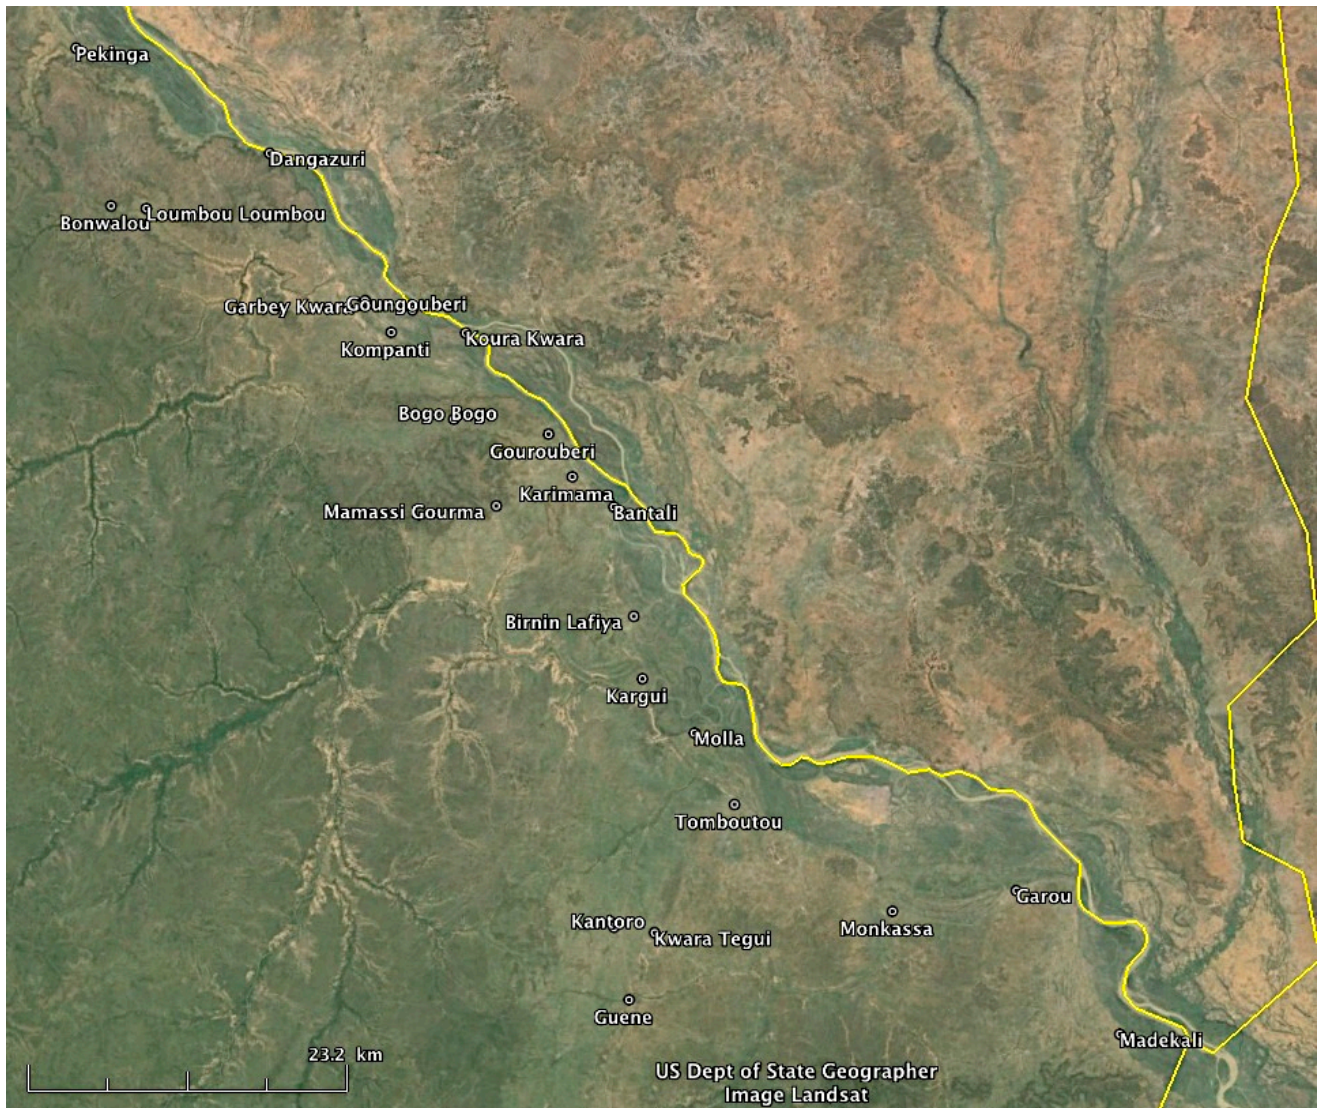 Pekinga
Dangazuri
Loumbou Loumbou
Bonwalou
Garbey Kwara
Goungouberi
Koura Kwara
Kompanti
Bogo Bogo
Gourouberi
Karimama
Mamassi Gourma
Bantali
Birnin Lafiya
Kargui
Molla
Tomboutou
Garou
Kantoro
Monkassa
Kwara Tegui
Guene
Madekali
23.2 km
US Dept of State Geographer
Image Landsat